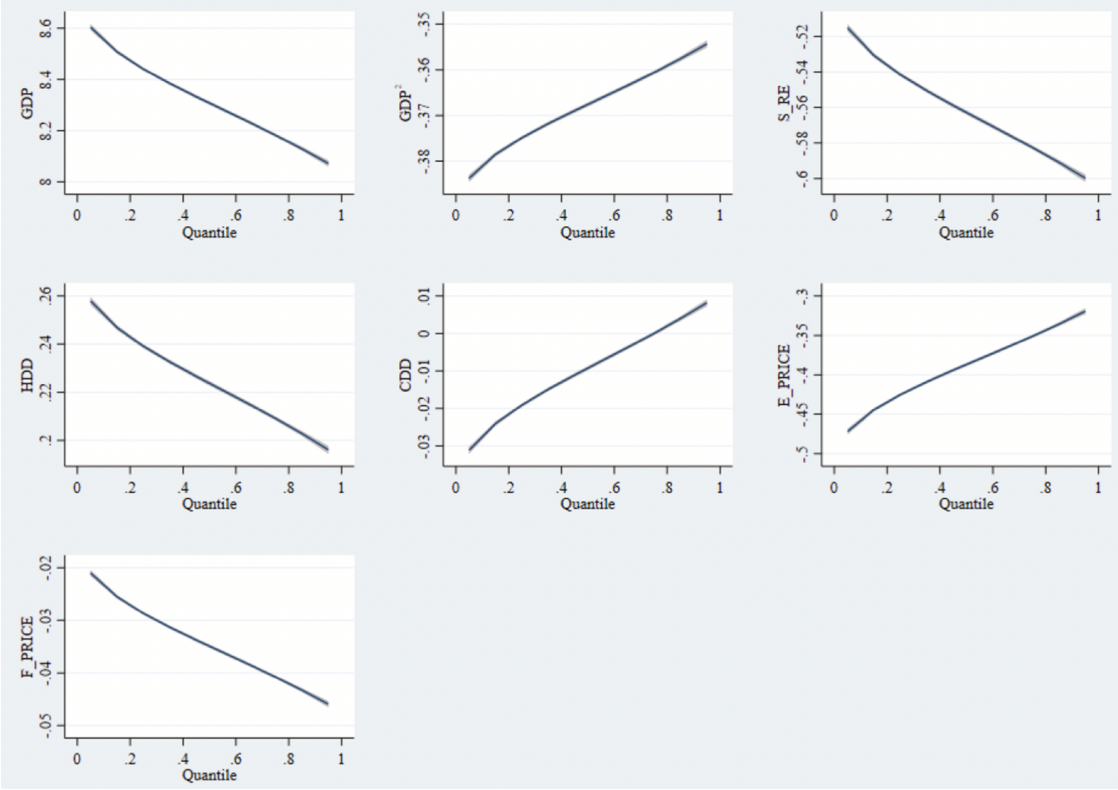 GDP
8.6
8.4
8.2
8
0 .2 .4 .6 .8 1
Quantile
GDP²
-.35
-.36
-.37
-.38
0 .2 .4 .6 .8 1
Quantile
S_RE
-.52
-.54
-.56
-.58
-.6
0 .2 .4 .6 .8 1
Quantile
HDD
.26
.24
.22
.2
0 .2 .4 .6 .8 1
Quantile
CDD
.01
0
-.01
-.02
-.03
0 .2 .4 .6 .8 1
Quantile
E_PRICE
-.3
-.35
-.4
-.45
-.5
0 .2 .4 .6 .8 1
Quantile
F_PRICE
-.02
-.03
-.04
-.05
0 .2 .4 .6 .8 1
Quantile